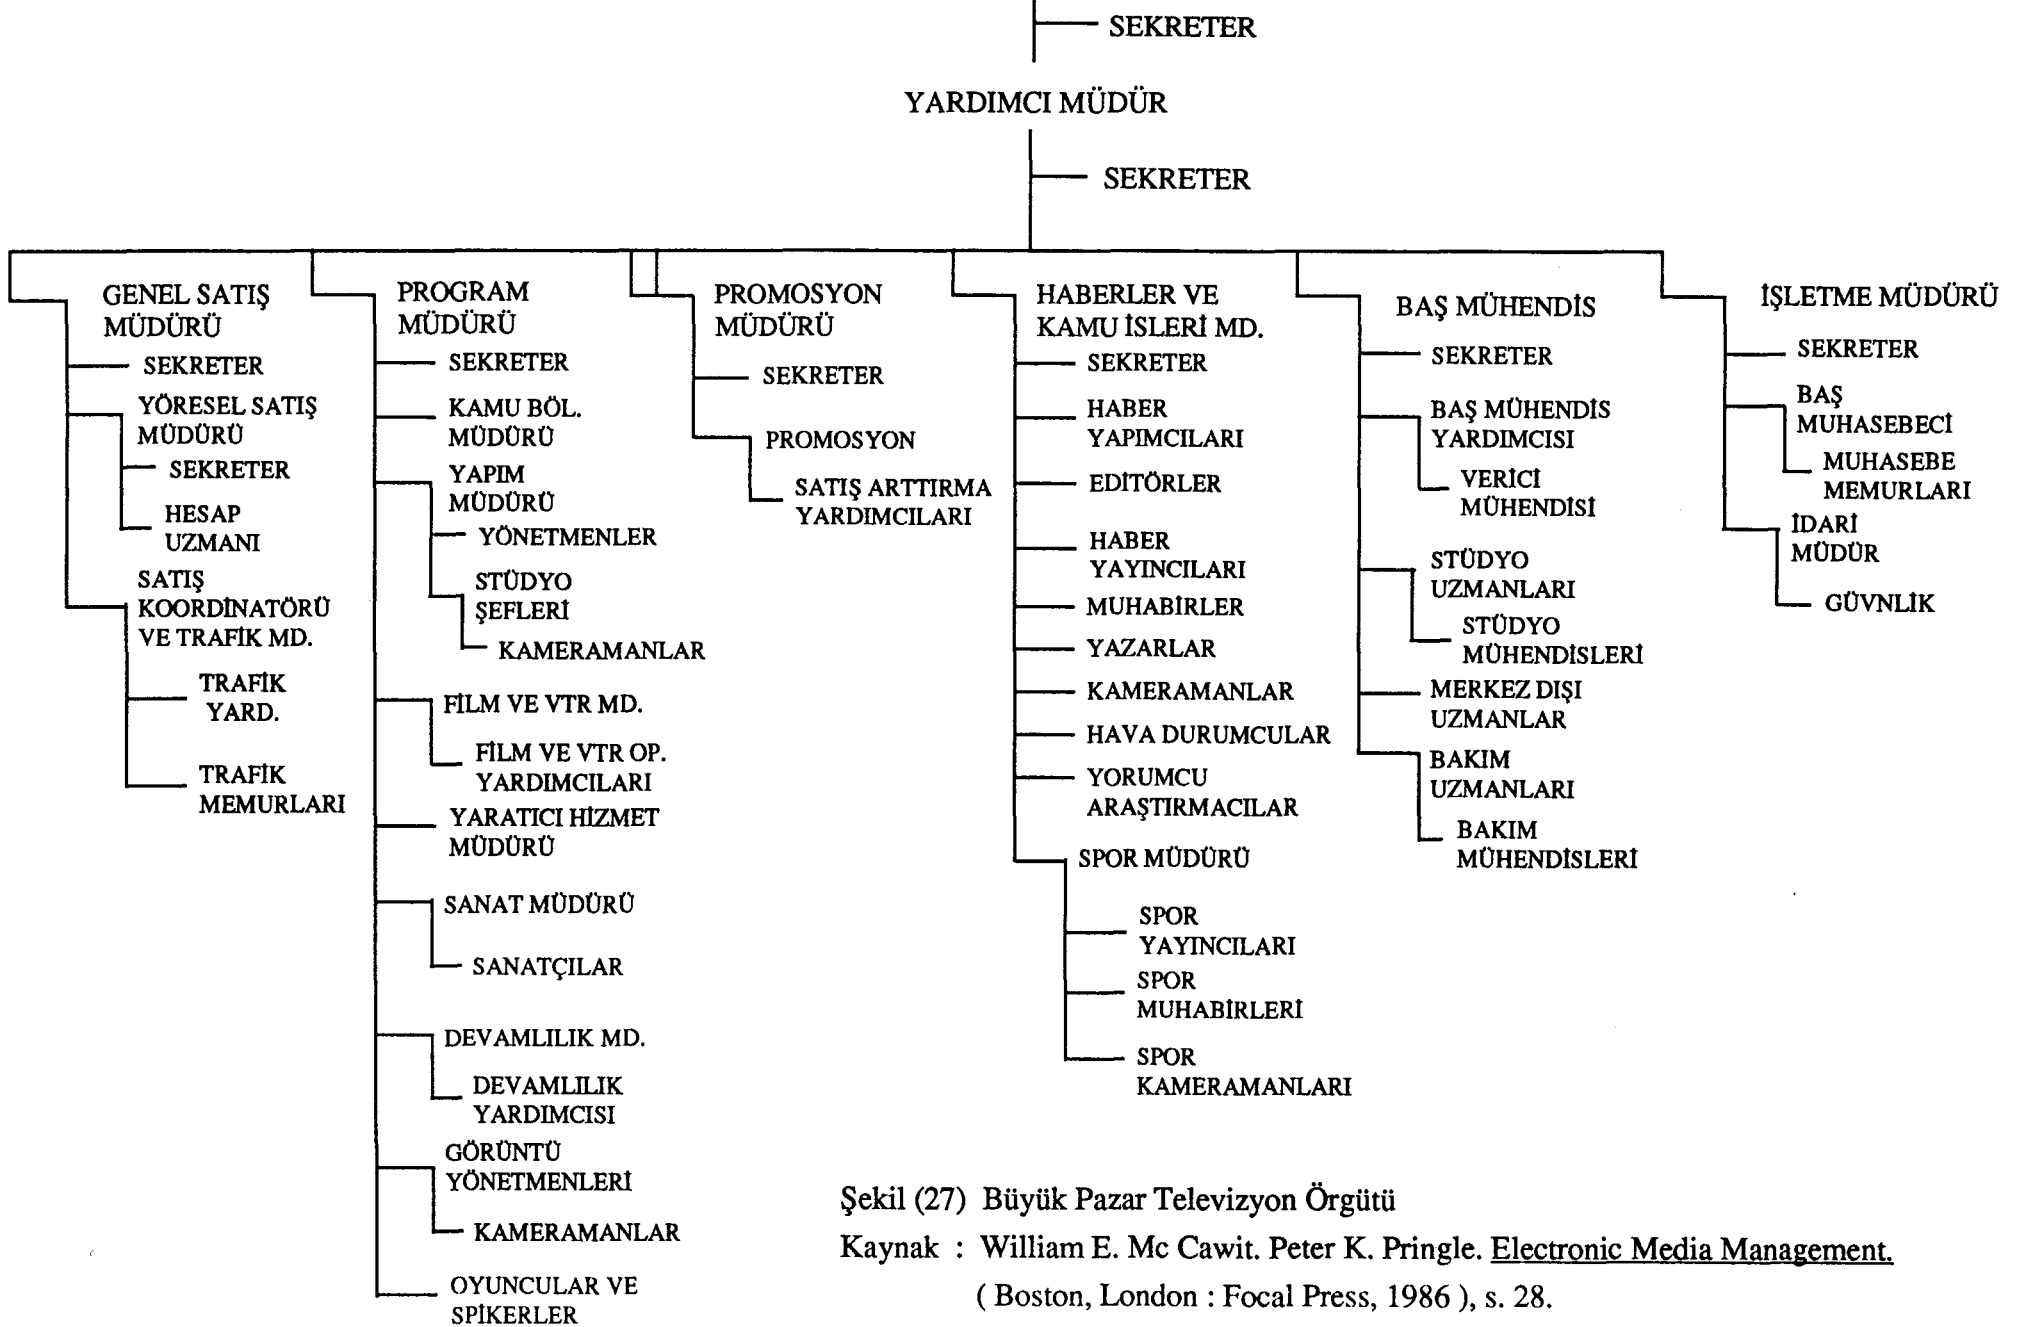 SEKRETER
YARDIMCI MÜDÜR
SEKRETER
GENEL SATIŞ
MÜDÜRÜ
SEKRETER
YÖRESEL SATIŞ
MÜDÜRÜ
SEKRETER
HESAP
UZMANI
SATIŞ
KOORDİNATÖRÜ
VE TRAFİK MD.
TRAFİK
YARD.
TRAFİK
MEMURLARI
PROGRAM
MÜDÜRÜ
SEKRETER
KAMU BÖL.
MÜDÜRÜ
YAPIM
MÜDÜRÜ
YÖNETMENLER
STÜDYO
ŞEFLERİ
KAMERAMANLAR
FİLM VE VTR MD.
FİLM VE VTR OP.
YARDIMCILARI
YARATICI HİZMET
MÜDÜRÜ
SANAT MÜDÜRÜ
SANATÇILAR
DEVAMLILIK MD.
DEVAMLILIK
YARDIMCISI
GÖRÜNTÜ
YÖNETMENLERİ
KAMERAMANLAR
OYUNCULAR VE
SPİKERLER
PROMOSYON
MÜDÜRÜ
SEKRETER
PROMOSYON
SATIŞ ARTTIRMA
YARDIMCILARI
HABERLER VE
KAMU İSLERİ MD.
SEKRETER
HABER
YAPIMCILARI
EDİTÖRLER
HABER
YAYINCILARI
MUHABİRLER
YAZARLAR
KAMERAMANLAR
HAVA DURUMCULAR
YORUMCU
ARAŞTIRMACILAR
SPOR MÜDÜRÜ
SPOR
YAYINCILARI
SPOR
MUHABİRLERİ
SPOR
KAMERAMANLARI
BAŞ MÜHENDİS
SEKRETER
BAŞ MÜHENDİS
YARDIMCISI
VERİCİ
MÜHENDİSİ
STÜDYO
UZMANLARI
STÜDYO
MÜHENDİSLERİ
MERKEZ DIŞI
UZMANLAR
BAKIM
UZMANLARI
BAKIM
MÜHENDİSLERİ
İŞLETME MÜDÜRÜ
SEKRETER
BAŞ
MUHASEBECİ
MUHASEBE
MEMURLARI
İDARİ
MÜDÜR
GÜVNLİK
Şekil (27) Büyük Pazar Televizyon Örgütü
Kaynak : William E. Mc Cawit. Peter K. Pringle. Electronic Media Management.
( Boston, London : Focal Press, 1986 ), s. 28.